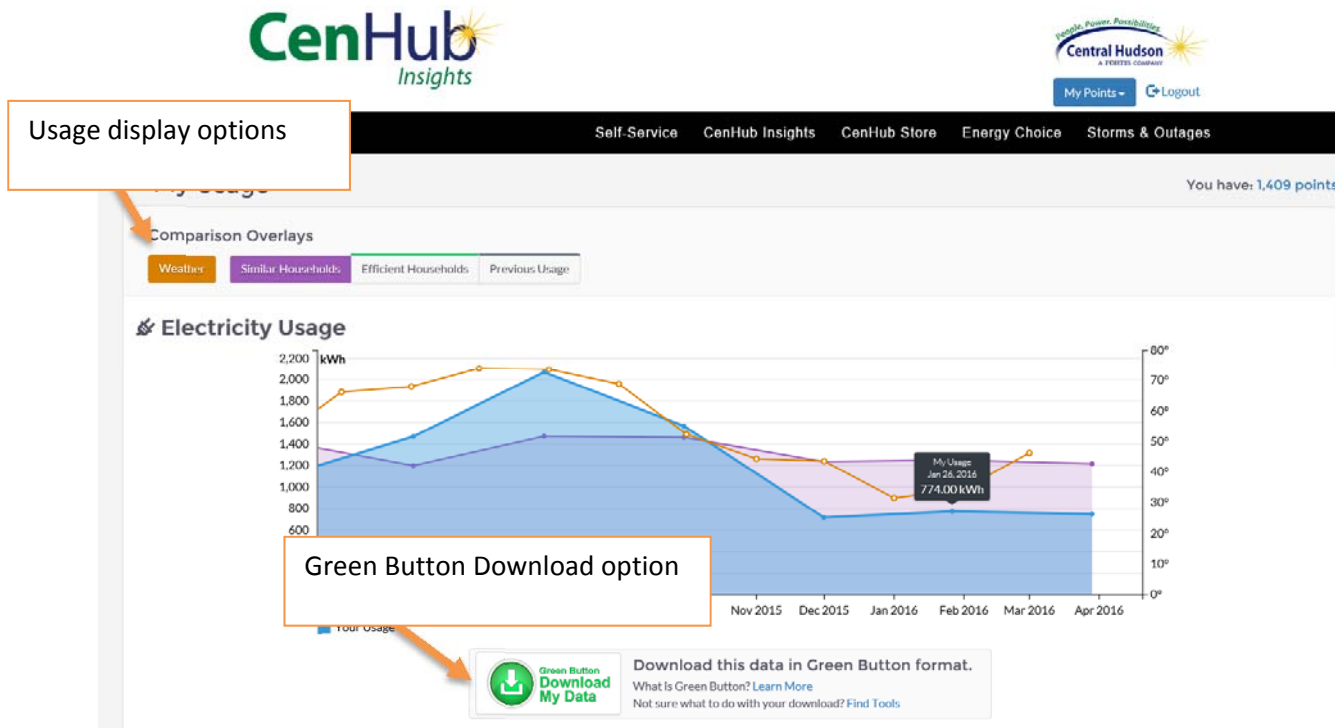 CenHub
Insights
People. Power. Possibilities.
Central Hudson
A FORTIS COMPANY
My Points
Logout
Usage display options
Self-Service CenHub Insights CenHub Store Energy Choice Storms & Outages
You have: 1,409 points
Comparison Overlays
Weather Similar Households Efficient Households Previous Usage
Electricity Usage
kWh
2,200
2,000
1,800
1,600
1,400
1,200
1,000
800
600
80°
70°
60°
50°
40°
30°
20°
10°
0°
My Usage
Jan 26, 2016
774.00 kWh
Green Button Download option
Nov 2015 Dec 2015 Jan 2016 Feb 2016 Mar 2016 Apr 2016
Your Usage
Green Button
Download
My Data
Download this data in Green Button format.
What Is Green Button? Learn More
Not sure what to do with your download? Find Tools